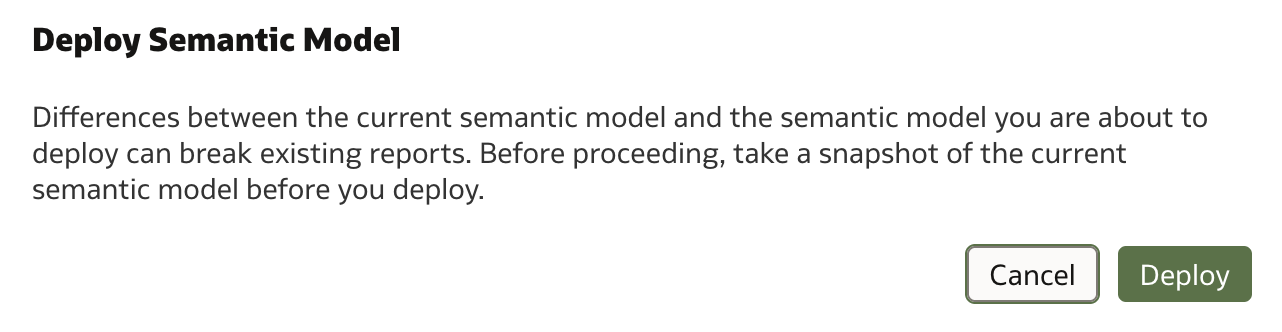 Deploy Semantic Model
Differences between the current semantic model and the semantic model you are about to
deploy can break existing reports. Before proceeding, take a snapshot of the current
semantic model before you deploy.
Cancel
Deploy